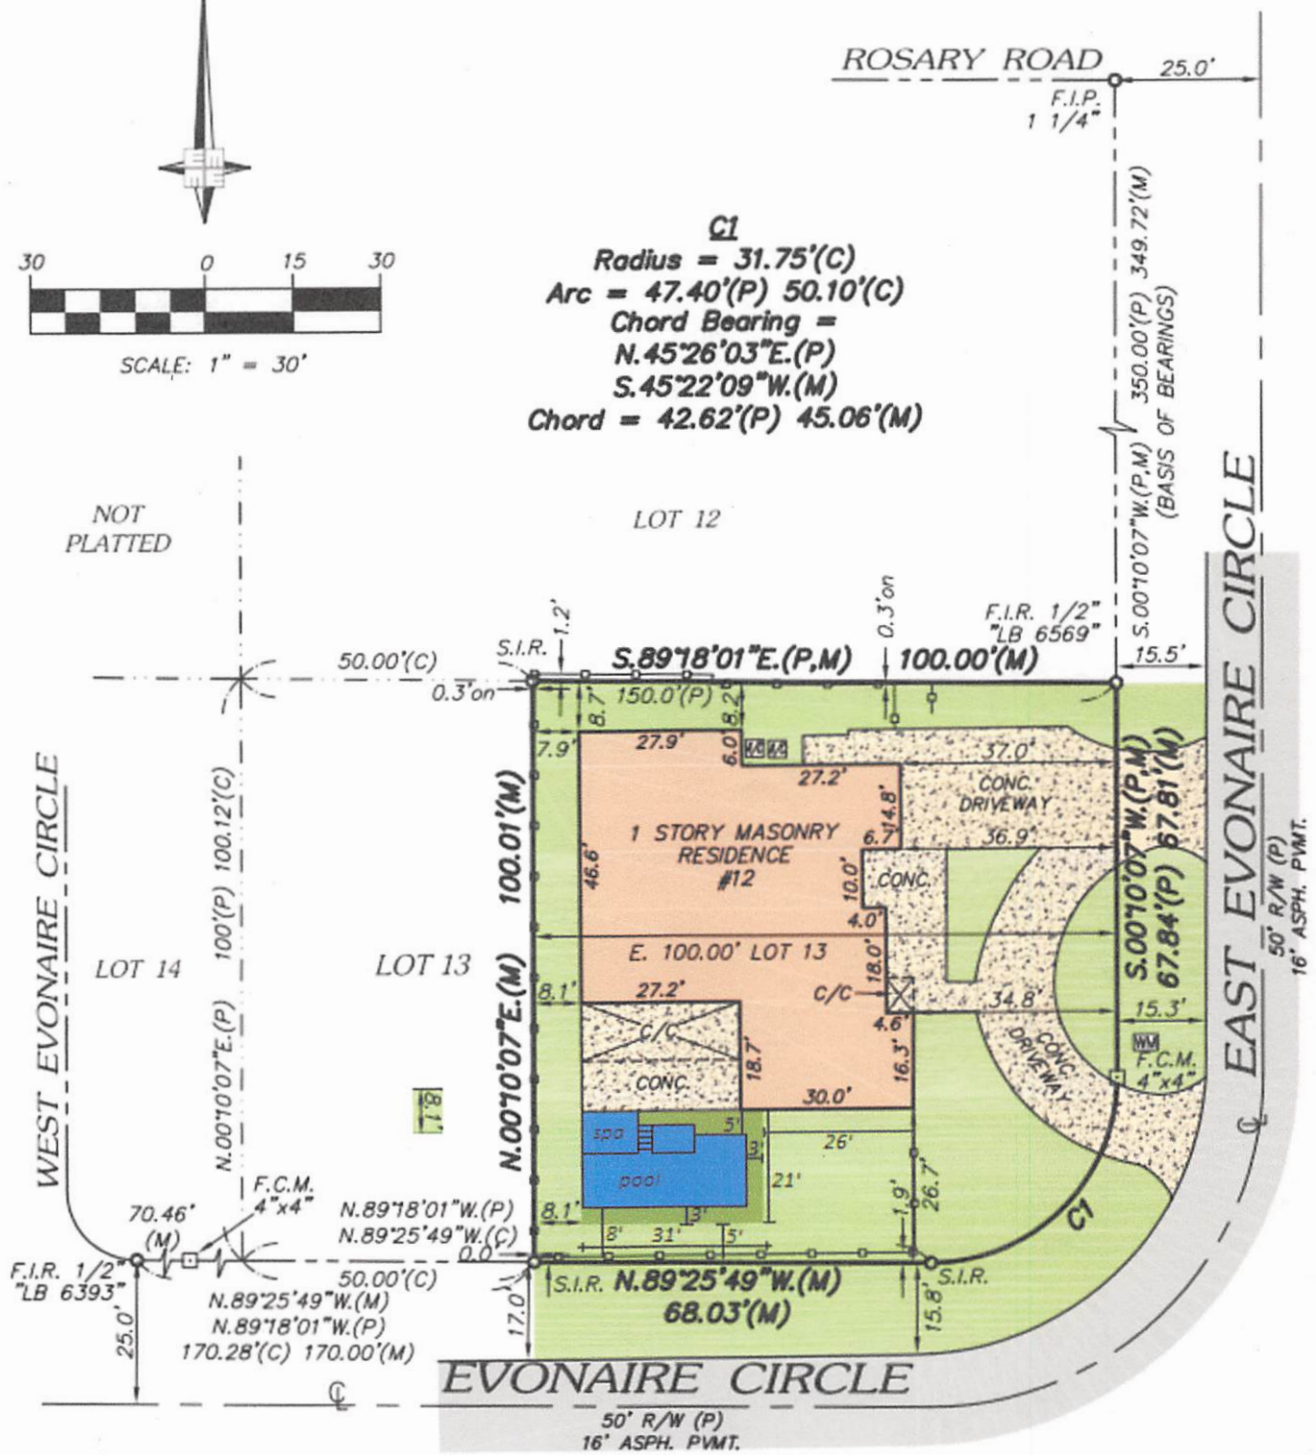 ROSARY ROAD
25.0'
F.I.P.
1 1/4"
30 0 15 30
SCALE: 1" = 30'
C1
Radius = 31.75'(C)
Arc = 47.40'(P) 50.10'(C)
Chord Bearing =
N.45°26'03"E.(P)
S.45°22'09"W.(M)
Chord = 42.62'(P) 45.06'(M)
S.00°10'07"W.(P,M) 350.00'(P) 349.72'(M)
(BASIS OF BEARINGS)
NOT
PLATTED
LOT 12
EAST EVONAIRE CIRCLE
50' R/W (P)
16' ASPH. PVMT.
50.00'(C)
S.I.R.
1.2'
0.3'on
F.I.R. 1/2"
"LB 6569"
S.89°18'01"E.(P,M) 100.00'(M)
15.5'
0.3'on
150.0'(P)
8.7'
8.2'
7.9'
27.9'
6.0'
A/C A/C
27.2'
37.0'
CONC.
DRIVEWAY
14.8'
6.7'
36.9'
1 STORY MASONRY
RESIDENCE
#12
46.6'
10.0'
CONC.
4.0'
E. 100.00' LOT 13
18.0'
C/C
34.8'
4.6'
8.1'
27.2'
C/C
CONC.
18.7'
16.3'
30.0'
S.00°10'07"W.(P,M)
67.84'(P) 67.81'(M)
15.3'
WM
F.C.M.
4"x4"
CONC.
DRIVEWAY
WEST EVONAIRE CIRCLE
LOT 14
N.00°10'07"E.(P) 100'(P) 100.12'(C)
LOT 13
N.00°10'07"E.(M) 100.01'(M)
8.1'
spa
pool
5'
3'
26'
21'
8.1'
8'
31'
3'
5'
1.9'
26.7'
C1
70.46'
(M)
F.C.M.
4"x4"
N.89°18'01"W.(P)
N.89°25'49"W.(C)
0.0'
F.I.R. 1/2"
"LB 6393"
50.00'(C)
S.I.R.
N.89°25'49"W.(M)
68.03'(M)
S.I.R.
N.89°25'49"W.(M)
N.89°18'01"W.(P)
170.28'(C) 170.00'(M)
25.0'
17.0'
15.8'
EVONAIRE CIRCLE
50' R/W (P)
16' ASPH. PVMT.